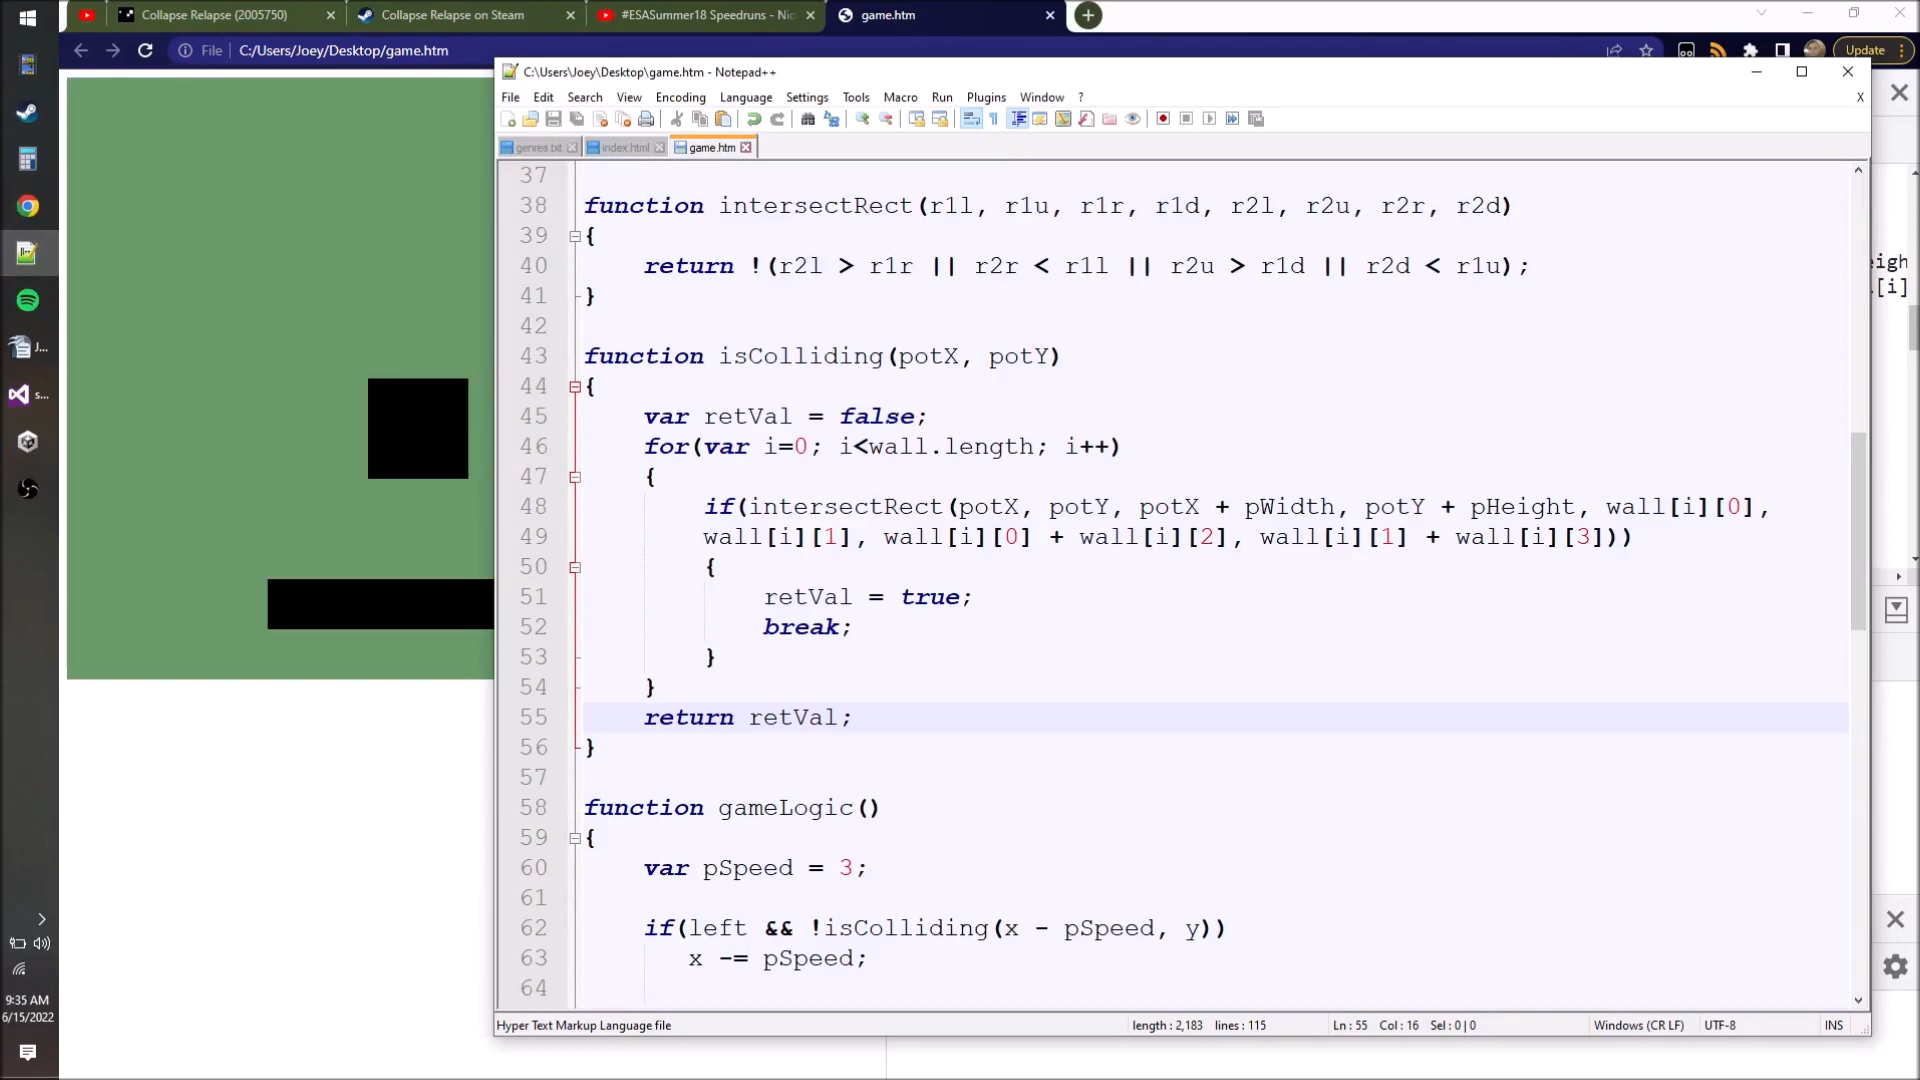 Collapse Relapse (2005750)
Collapse Relapse on Steam
#ESASummer18 Speedruns - Nic
game.htm
File
C:/Users/Joey/Desktop/game.htm
Update
C:\Users\Joey\Desktop\game.htm - Notepad++
File Edit Search View Encoding Language Settings Tools Macro Run Plugins Window ? X
genres.txt index.html game.htm
37
38 function intersectRect(r1l, r1u, r1r, r1d, r2l, r2u, r2r, r2d)
39 {
40 return !(r2l > r1r || r2r < r1l || r2u > r1d || r2d < r1u);
41 }
42
43 function isColliding(potX, potY)
44 {
45 var retVal = false;
46 for(var i=0; i<wall.length; i++)
47 {
48 if(intersectRect(potX, potY, potX + pWidth, potY + pHeight, wall[i][0],
49 wall[i][1], wall[i][0] + wall[i][2], wall[i][1] + wall[i][3]))
50 {
51 retVal = true;
52 break;
53 }
54 }
55 return retVal;
56 }
57
58 function gameLogic()
59 {
60 var pSpeed = 3;
61
62 if(left && !isColliding(x - pSpeed, y))
63 x -= pSpeed;
64
Hyper Text Markup Language file
length : 2,183 lines : 115
Ln : 55 Col : 16 Sel : 0 | 0
Windows (CR LF)
UTF-8
INS
eigh
[i]
J...
s...
9:35 AM
6/15/2022